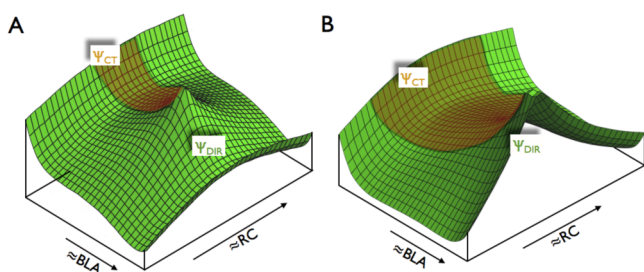 A
Ψ_CT
Ψ_DIR
≈BLA
≈RC
B
Ψ_CT
Ψ_DIR
≈BLA
≈RC